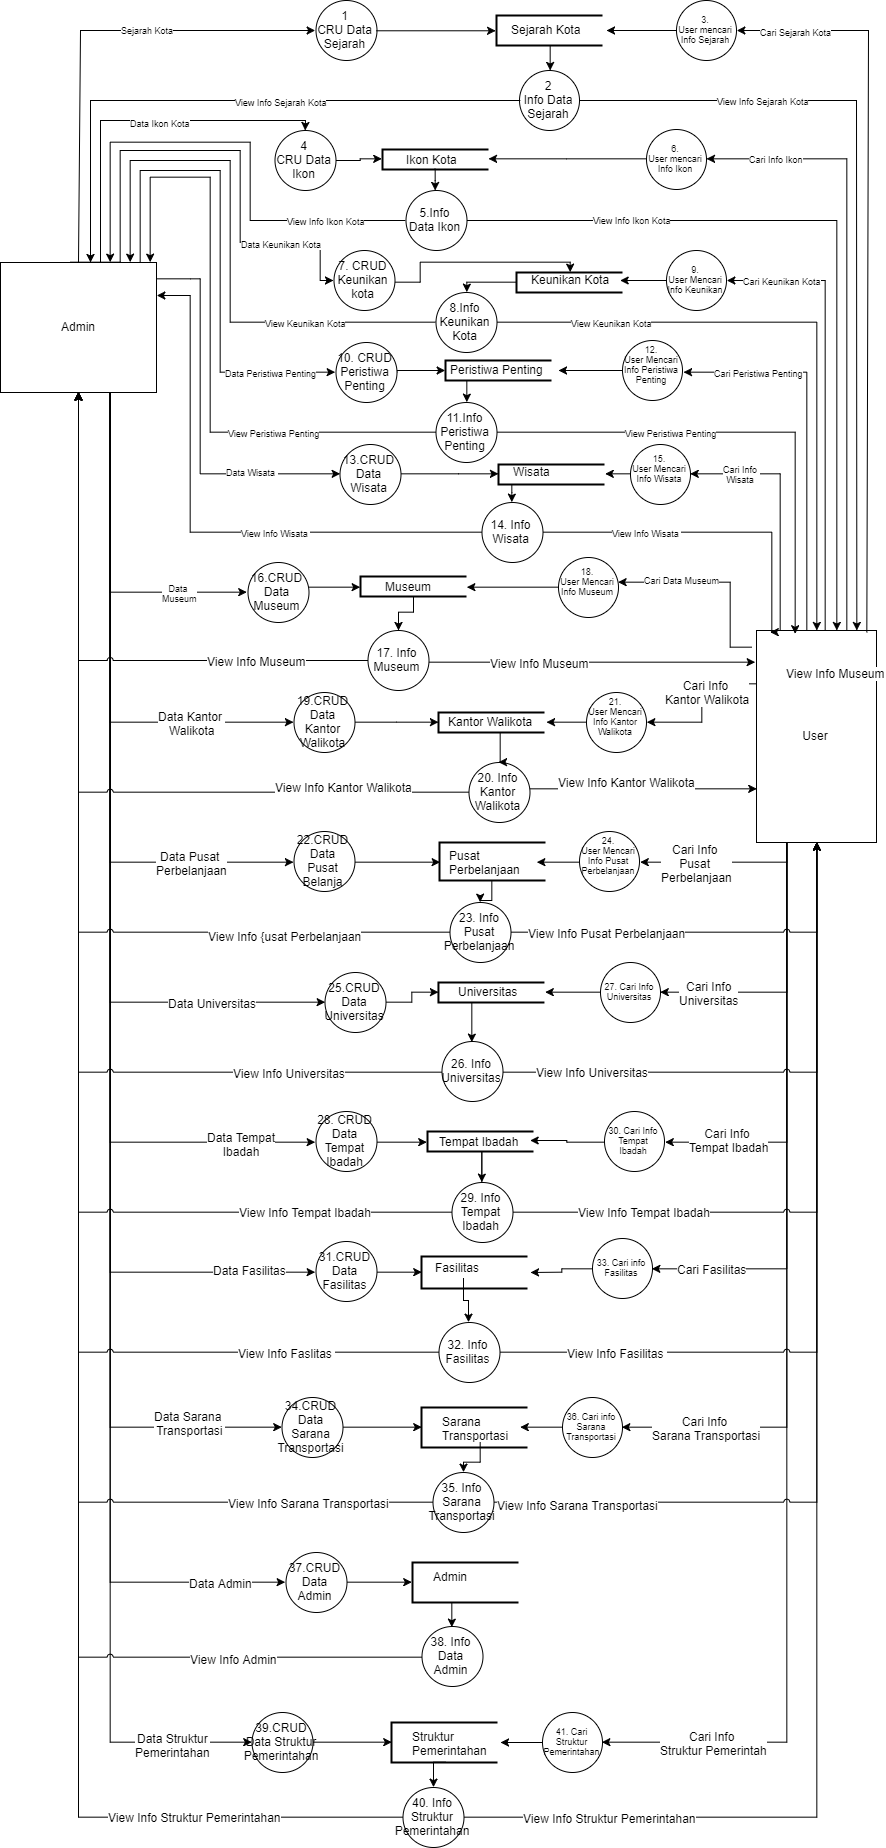 1
CRU Data
Sejarah
Sejarah Kota
Sejarah Kota
3.
User mencari
Info Sejarah
Cari Sejarah Kota
2
Info Data
Sejarah
View Info Sejarah Kota
View Info Sejarah Kota
Data Ikon Kota
4
CRU Data
Ikon
Ikon Kota
6.
User mencari
Info Ikon
Cari Info Ikon
5.Info
Data Ikon
View Info Ikon Kota
View Info Ikon Kota
Data Keunikan Kota
7. CRUD
Keunikan
kota
Keunikan Kota
9.
User Mencari
Info Keunikan
Cari Keunikan Kota
Admin
8.Info
Keunikan
Kota
View Keunikan Kota
View Keunikan Kota
10. CRUD
Peristiwa
Penting
Data Peristiwa Penting
Peristiwa Penting
12.
User Mencari
Info Peristiwa
Penting
Cari Peristiwa Penting
11.Info
Peristiwa
Penting
View Peristiwa Penting
View Peristiwa Penting
13.CRUD
Data
Wisata
Data Wisata
Wisata
15.
User Mencari
Info Wisata
Cari Info
Wisata
14. Info
Wisata
View Info Wisata
View Info Wisata
16.CRUD
Data
Museum
Data
Museum
Museum
18.
User Mencari
Info Museum
Cari Data Museum
17. Info
Museum
View Info Museum
View Info Museum
View Info Museum
User
19.CRUD
Data
Kantor
Walikota
Data Kantor
Walikota
Kantor Walikota
21.
User Mencari
Info Kantor
Walikota
Cari Info
Kantor Walikota
20. Info
Kantor
Walikota
View Info Kantor Walikota
View Info Kantor Walikota
22.CRUD
Data
Pusat
Belanja
Data Pusat
Perbelanjaan
Pusat
Perbelanjaan
24.
User Mencari
Info Pusat
Perbelanjaan
Cari Info
Pusat
Perbelanjaan
23. Info
Pusat
Perbelanjaan
View Info {usat Perbelanjaan
View Info Pusat Perbelanjaan
25.CRUD
Data
Universitas
Data Universitas
Universitas
27. Cari Info
Universitas
Cari Info
Universitas
26. Info
Universitas
View Info Universitas
View Info Universitas
28. CRUD
Data
Tempat
Ibadah
Data Tempat
Ibadah
Tempat Ibadah
30. Cari Info
Tempat
Ibadah
Cari Info
Tempat Ibadah
29. Info
Tempat
Ibadah
View Info Tempat Ibadah
View Info Tempat Ibadah
31.CRUD
Data
Fasilitas
Data Fasilitas
Fasilitas
33. Cari info
Fasilitas
Cari Fasilitas
32. Info
Fasilitas
View Info Faslitas
View Info Fasilitas
34.CRUD
Data
Sarana
Transportasi
Data Sarana
Transportasi
Sarana
Transportasi
36. Cari info
Sarana
Transportasi
Cari Info
Sarana Transportasi
35. Info
Sarana
Transportasi
View Info Sarana Transportasi
View Info Sarana Transportasi
37.CRUD
Data
Admin
Data Admin
Admin
38. Info
Data
Admin
View Info Admin
39.CRUD
Data Struktur
Pemerintahan
Data Struktur
Pemerintahan
Struktur
Pemerintahan
41. Cari
Struktur
Pemerintahan
Cari Info
Struktur Pemerintah
40. Info
Struktur
Pemerintahan
View Info Struktur Pemerintahan
View Info Struktur Pemerintahan